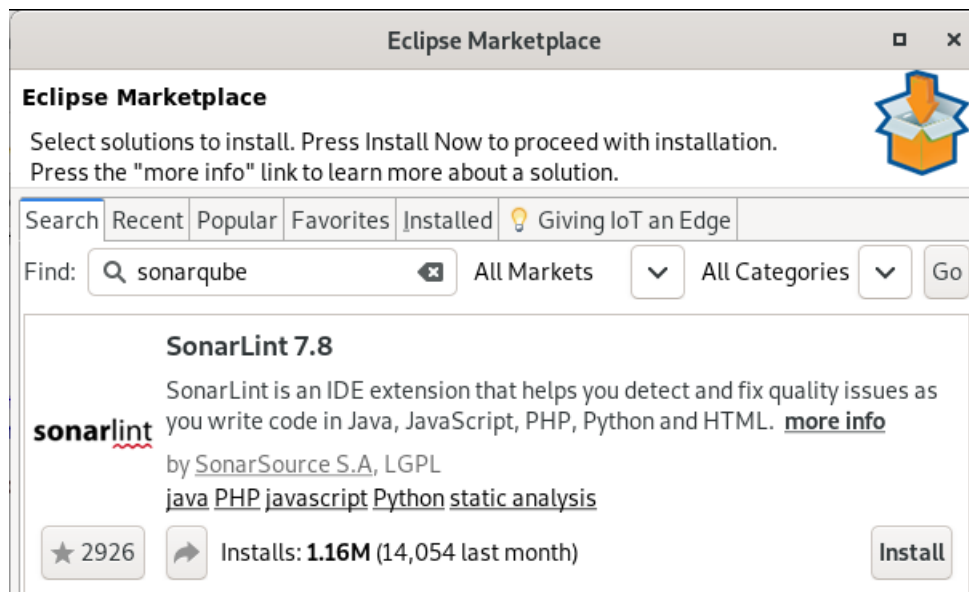 Eclipse Marketplace
Eclipse Marketplace
Select solutions to install. Press Install Now to proceed with installation.
Press the "more info" link to learn more about a solution.
Search Recent Popular Favorites Installed Giving IoT an Edge
Find: sonarqube All Markets All Categories Go
SonarLint 7.8
SonarLint is an IDE extension that helps you detect and fix quality issues as
sonarlint you write code in Java, JavaScript, PHP, Python and HTML. more info
by SonarSource S.A, LGPL
java PHP javascript Python static analysis
2926 Installs: 1.16M (14,054 last month) Install